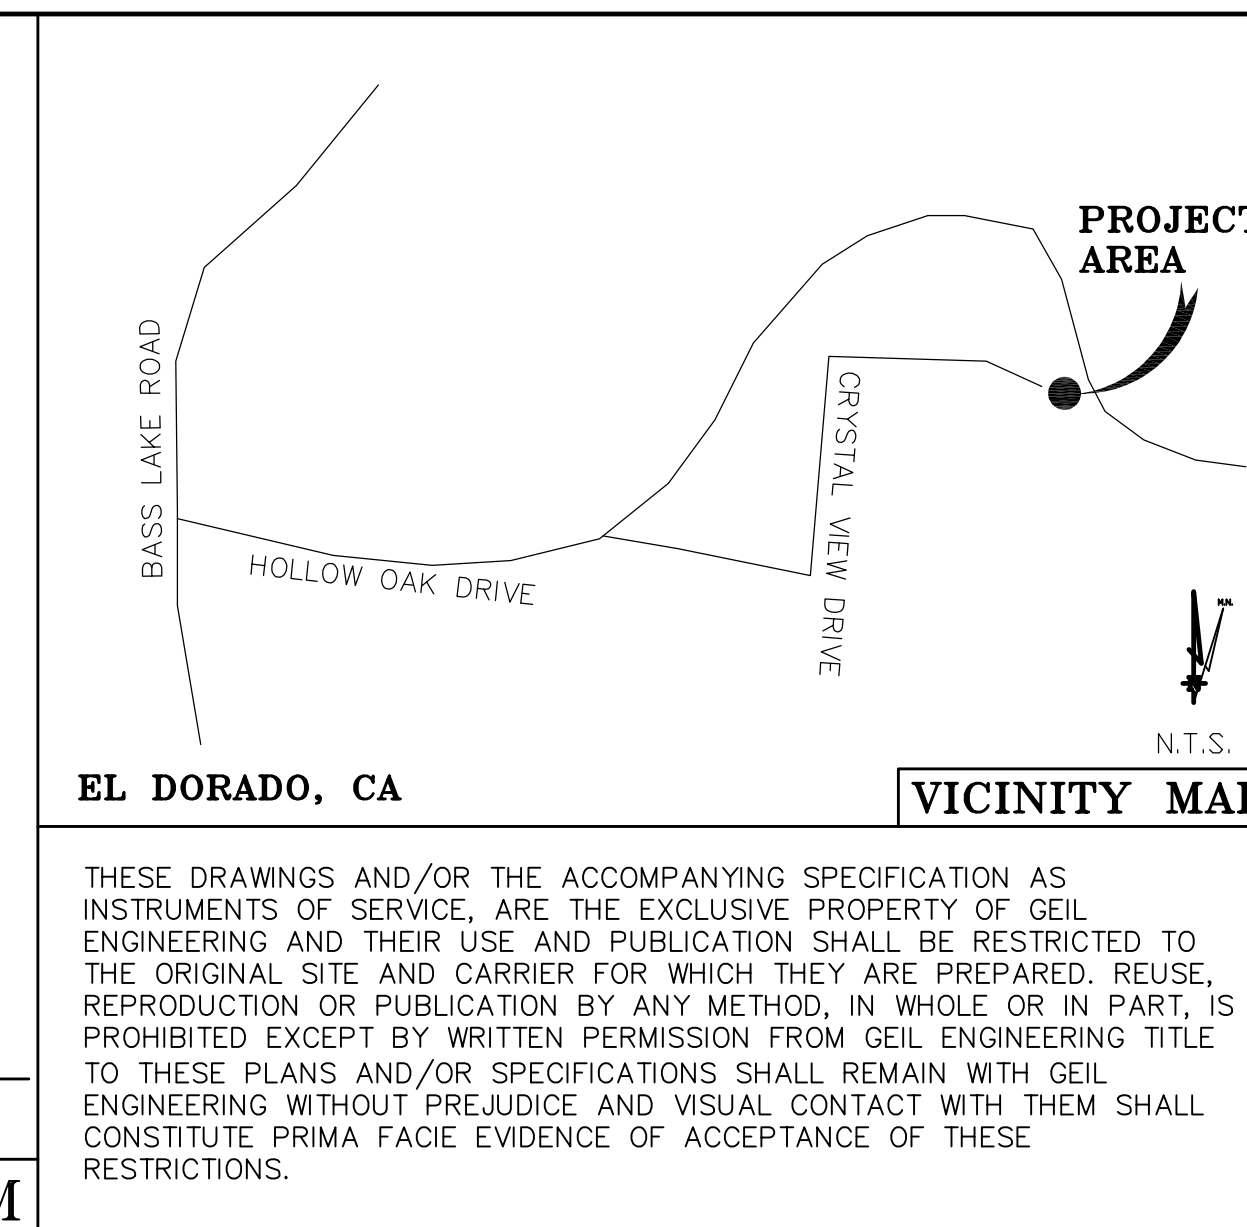 PROJECT
AREA
BASS LAKE ROAD
CRYSTAL VIEW DRIVE
HOLLOW OAK DRIVE
M.N.
N.T.S.
EL DORADO, CA
VICINITY MAP
THESE DRAWINGS AND/OR THE ACCOMPANYING SPECIFICATION AS
INSTRUMENTS OF SERVICE, ARE THE EXCLUSIVE PROPERTY OF GEIL
ENGINEERING AND THEIR USE AND PUBLICATION SHALL BE RESTRICTED TO
THE ORIGINAL SITE AND CARRIER FOR WHICH THEY ARE PREPARED. REUSE,
REPRODUCTION OR PUBLICATION BY ANY METHOD, IN WHOLE OR IN PART, IS
PROHIBITED EXCEPT BY WRITTEN PERMISSION FROM GEIL ENGINEERING TITLE
TO THESE PLANS AND/OR SPECIFICATIONS SHALL REMAIN WITH GEIL
ENGINEERING WITHOUT PREJUDICE AND VISUAL CONTACT WITH THEM SHALL
CONSTITUTE PRIMA FACIE EVIDENCE OF ACCEPTANCE OF THESE
RESTRICTIONS.
M